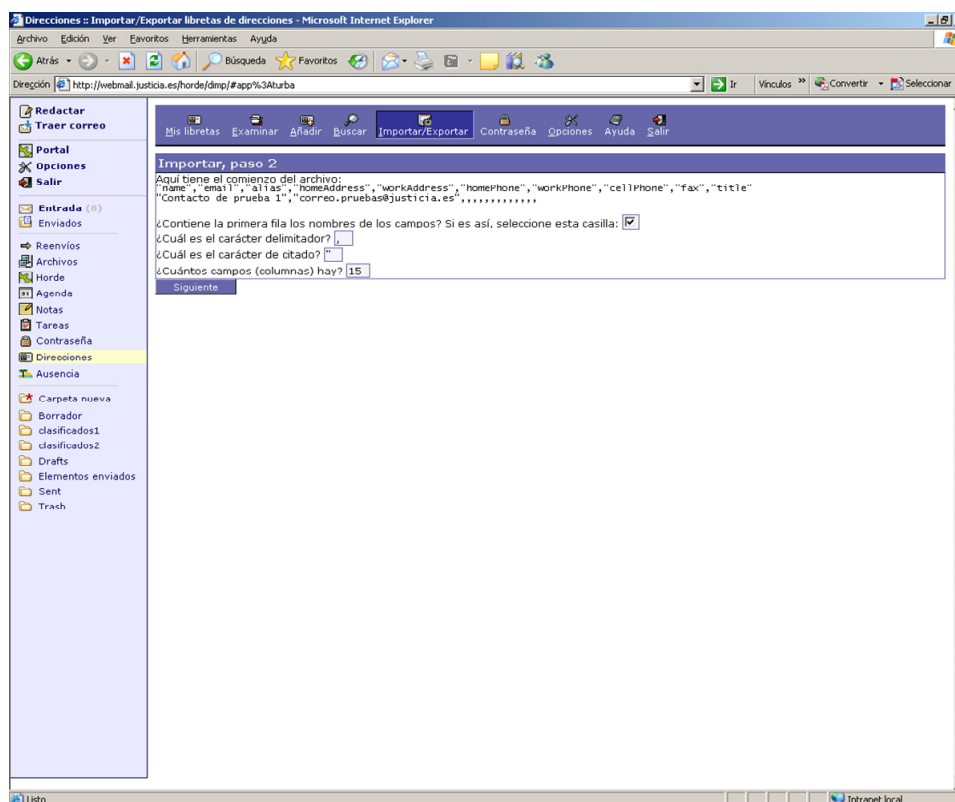 Direcciones :: Importar/Exportar libretas de direcciones - Microsoft Internet Explorer
Archivo Edición Ver Favoritos Herramientas Ayuda
Atrás Búsqueda Favoritos
Dirección http://webmail.justicia.es/horde/dimp/#app%3Aturba Ir Vínculos » Convertir Seleccionar
Redactar
Traer correo
Portal
Opciones
Salir
Entrada (0)
Enviados
Reenvíos
Archivos
Horde
Agenda
Notas
Tareas
Contraseña
Direcciones
Ausencia
Carpeta nueva
Borrador
clasificados1
clasificados2
Drafts
Elementos enviados
Sent
Trash
Mis libretas Examinar Añadir Buscar Importar/Exportar Contraseña Opciones Ayuda Salir
Importar, paso 2
Aquí tiene el comienzo del archivo:
"name","email","alias","homeAddress","workAddress","homePhone","workPhone","cellPhone","fax","title"
"Contacto de prueba 1","correo.pruebas@justicia.es",,,,,,,,,,,,,
¿Contiene la primera fila los nombres de los campos? Si es así, seleccione esta casilla:
¿Cuál es el carácter delimitador? ,
¿Cuál es el carácter de citado? "
¿Cuántos campos (columnas) hay? 15
Siguiente
Listo Intranet local